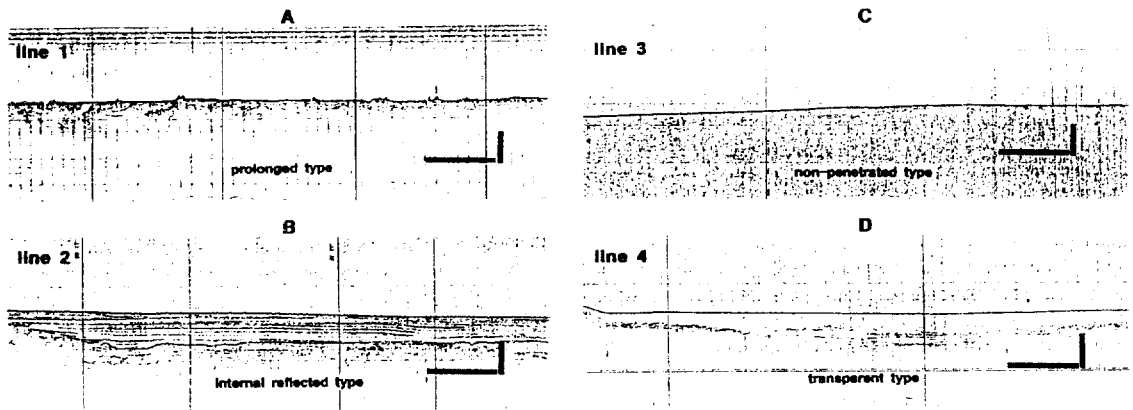 A
line 1
prolonged type
B
line 2
internal reflected type
C
line 3
non-penetrated type
D
line 4
transparent type